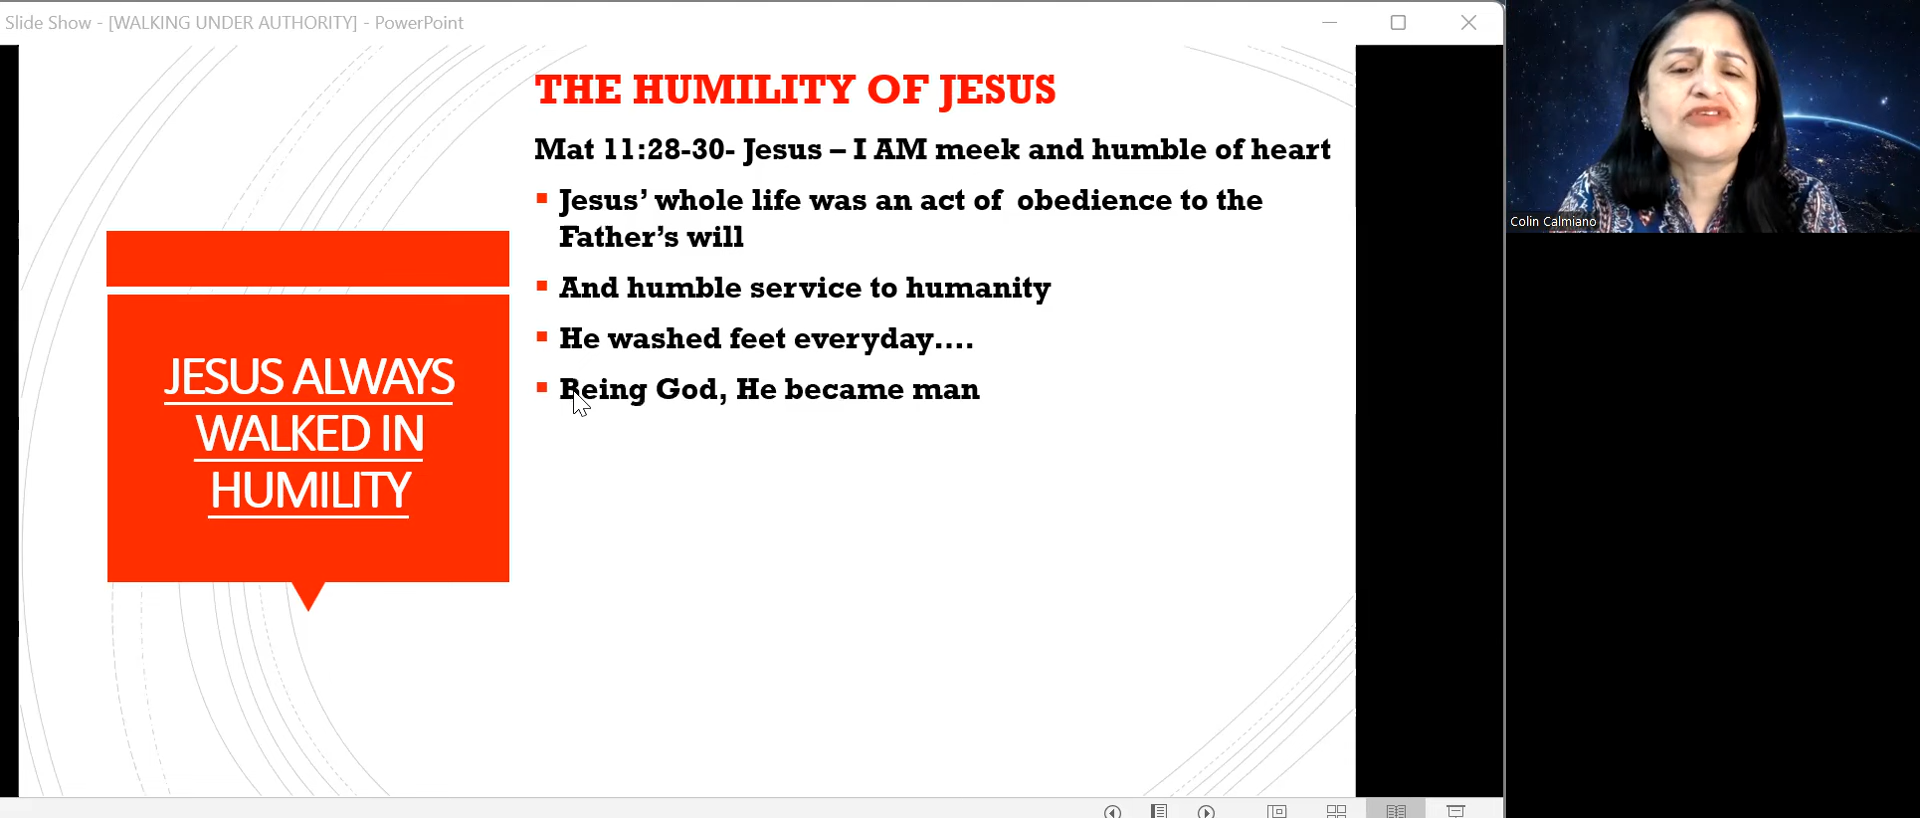 Slide Show - [WALKING UNDER AUTHORITY] - PowerPoint
THE HUMILITY OF JESUS
Mat 11:28-30- Jesus – I AM meek and humble of heart
Jesus’ whole life was an act of obedience to the
Father’s will
And humble service to humanity
He washed feet everyday....
Being God, He became man
JESUS ALWAYS
WALKED IN
HUMILITY
Colin Calmiano